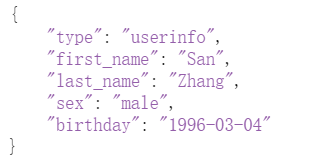 {
    "type": "userinfo",
    "first_name": "San",
    "last_name": "Zhang",
    "sex": "male",
    "birthday": "1996-03-04"
}